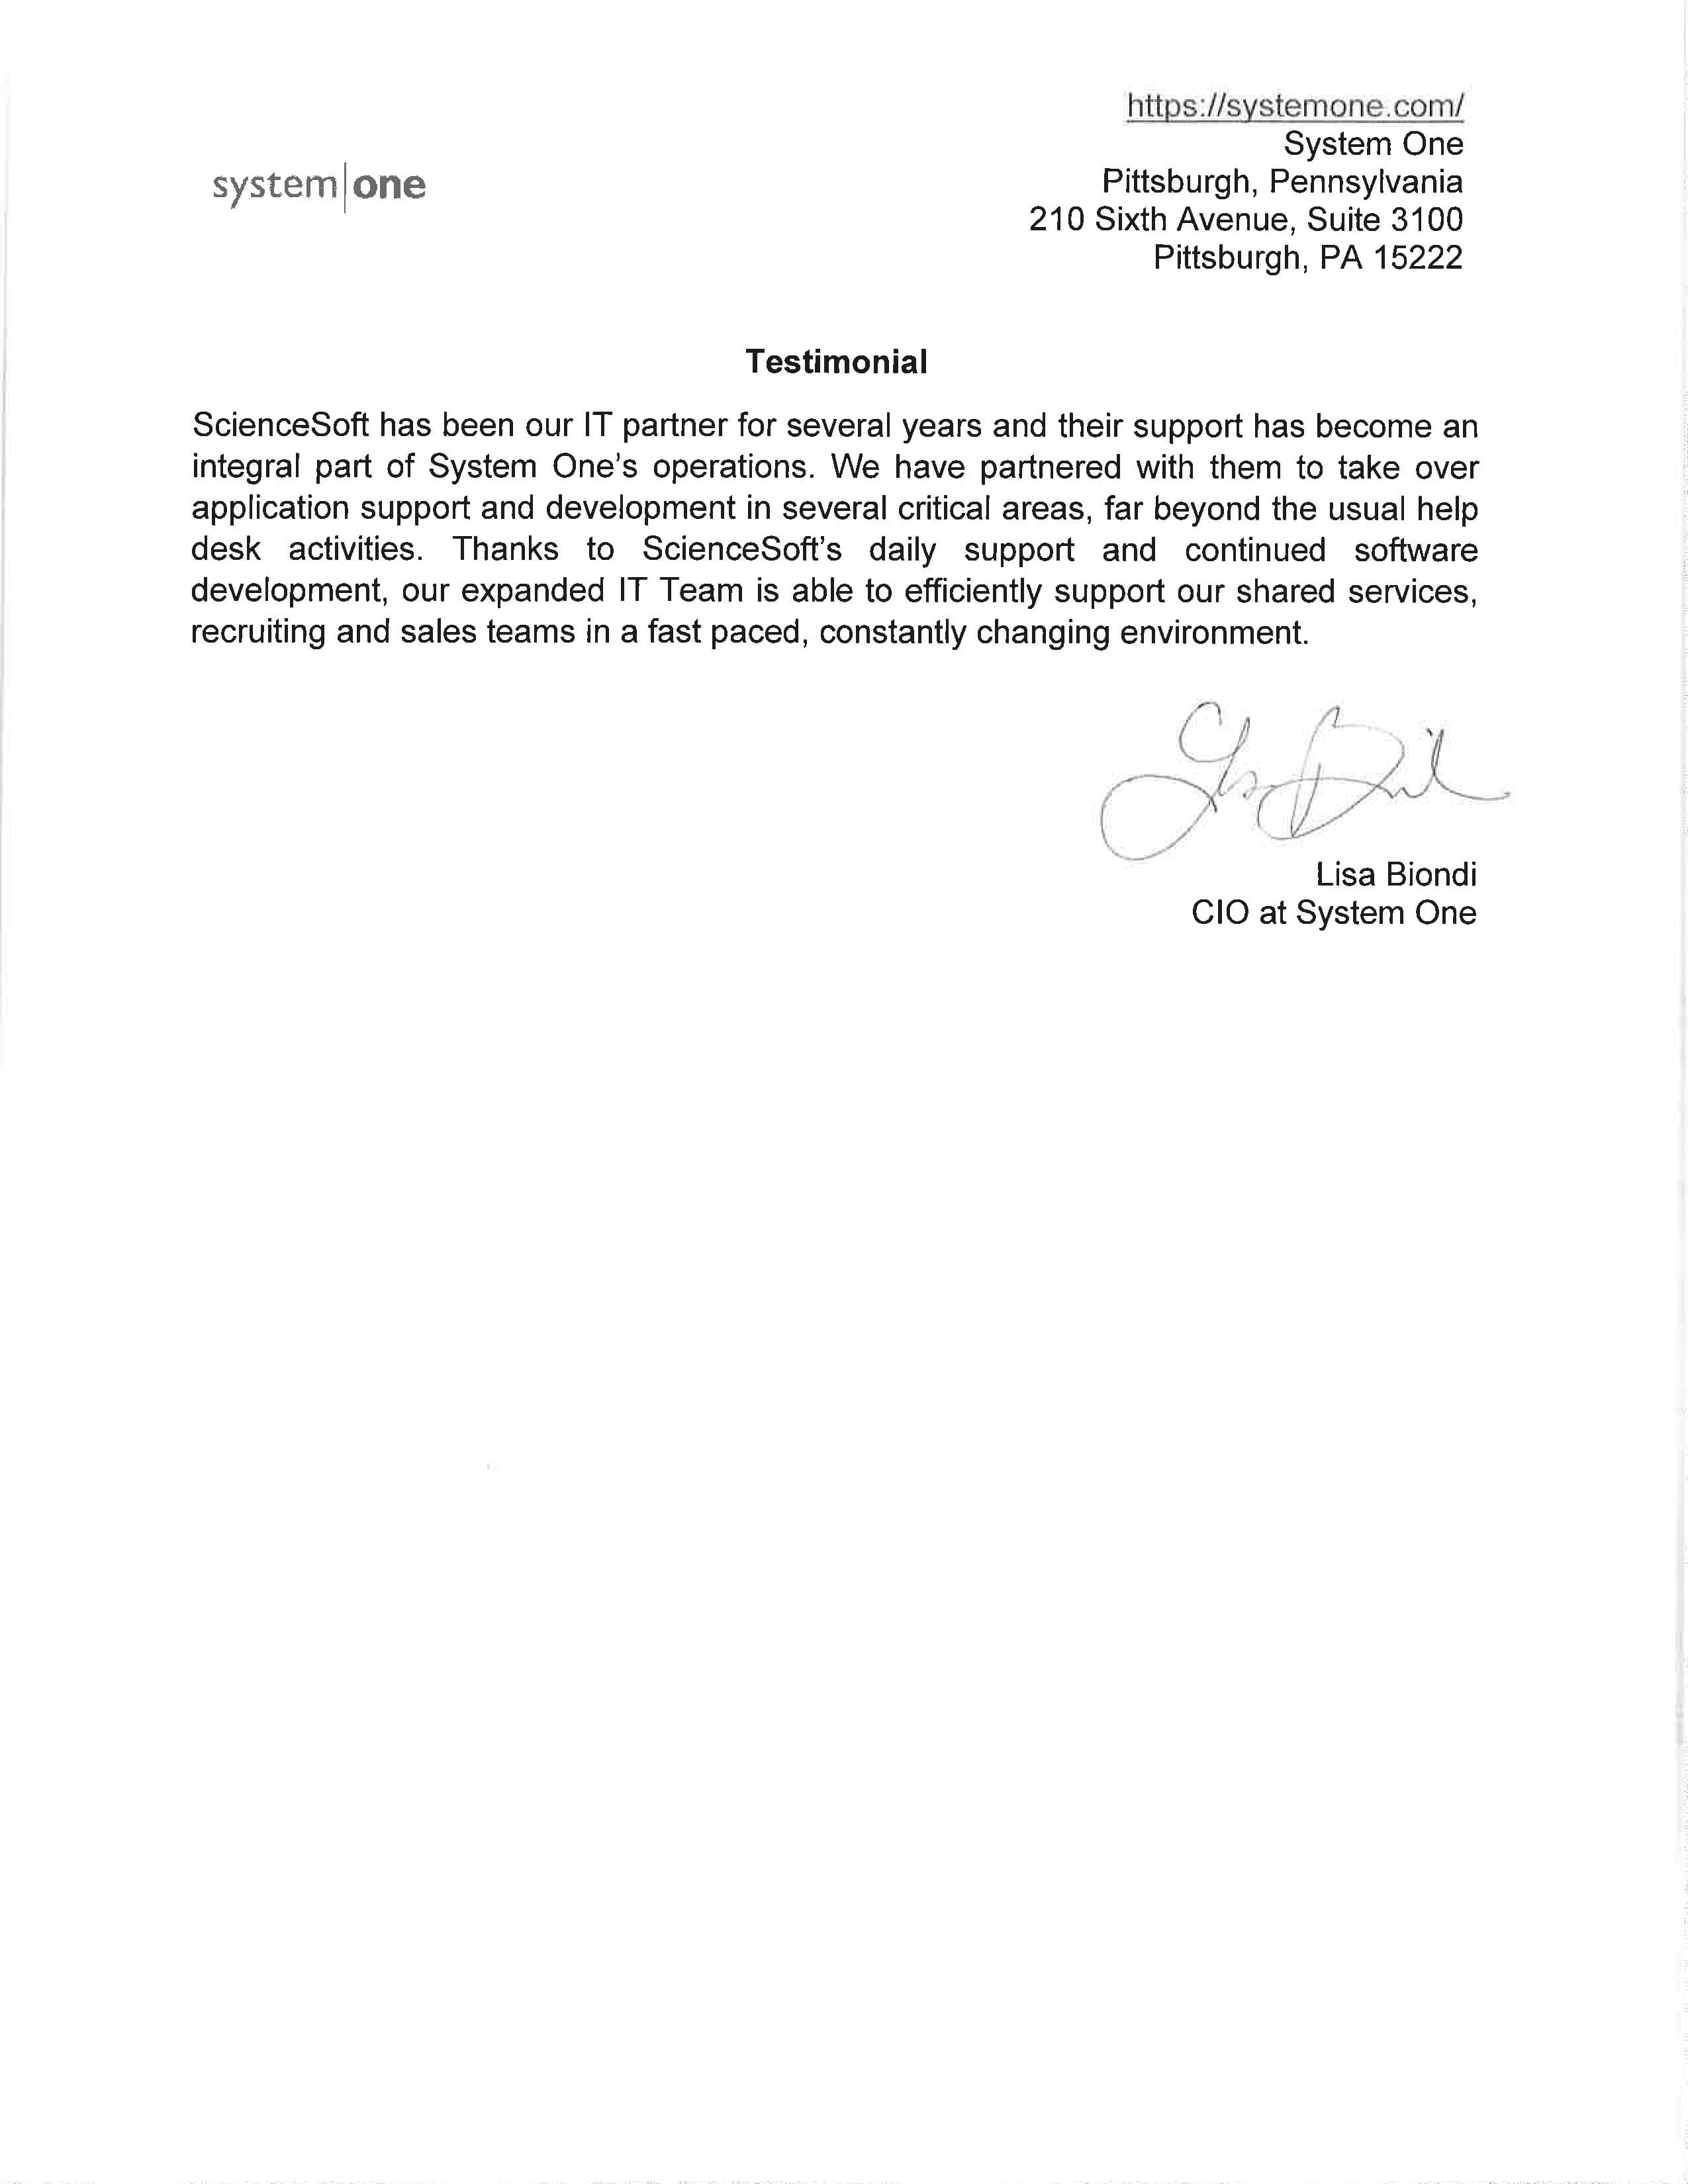 https://systemone.com/
System One
system|one
Pittsburgh, Pennsylvania
210 Sixth Avenue, Suite 3100
Pittsburgh, PA 15222
Testimonial
ScienceSoft has been our IT partner for several years and their support has become an
integral part of System One's operations. We have partnered with them to take over
application support and development in several critical areas, far beyond the usual help
desk activities. Thanks to ScienceSoft's daily support and continued software
development, our expanded IT Team is able to efficiently support our shared services,
recruiting and sales teams in a fast paced, constantly changing environment.
Lisa Biondi
CIO at System One